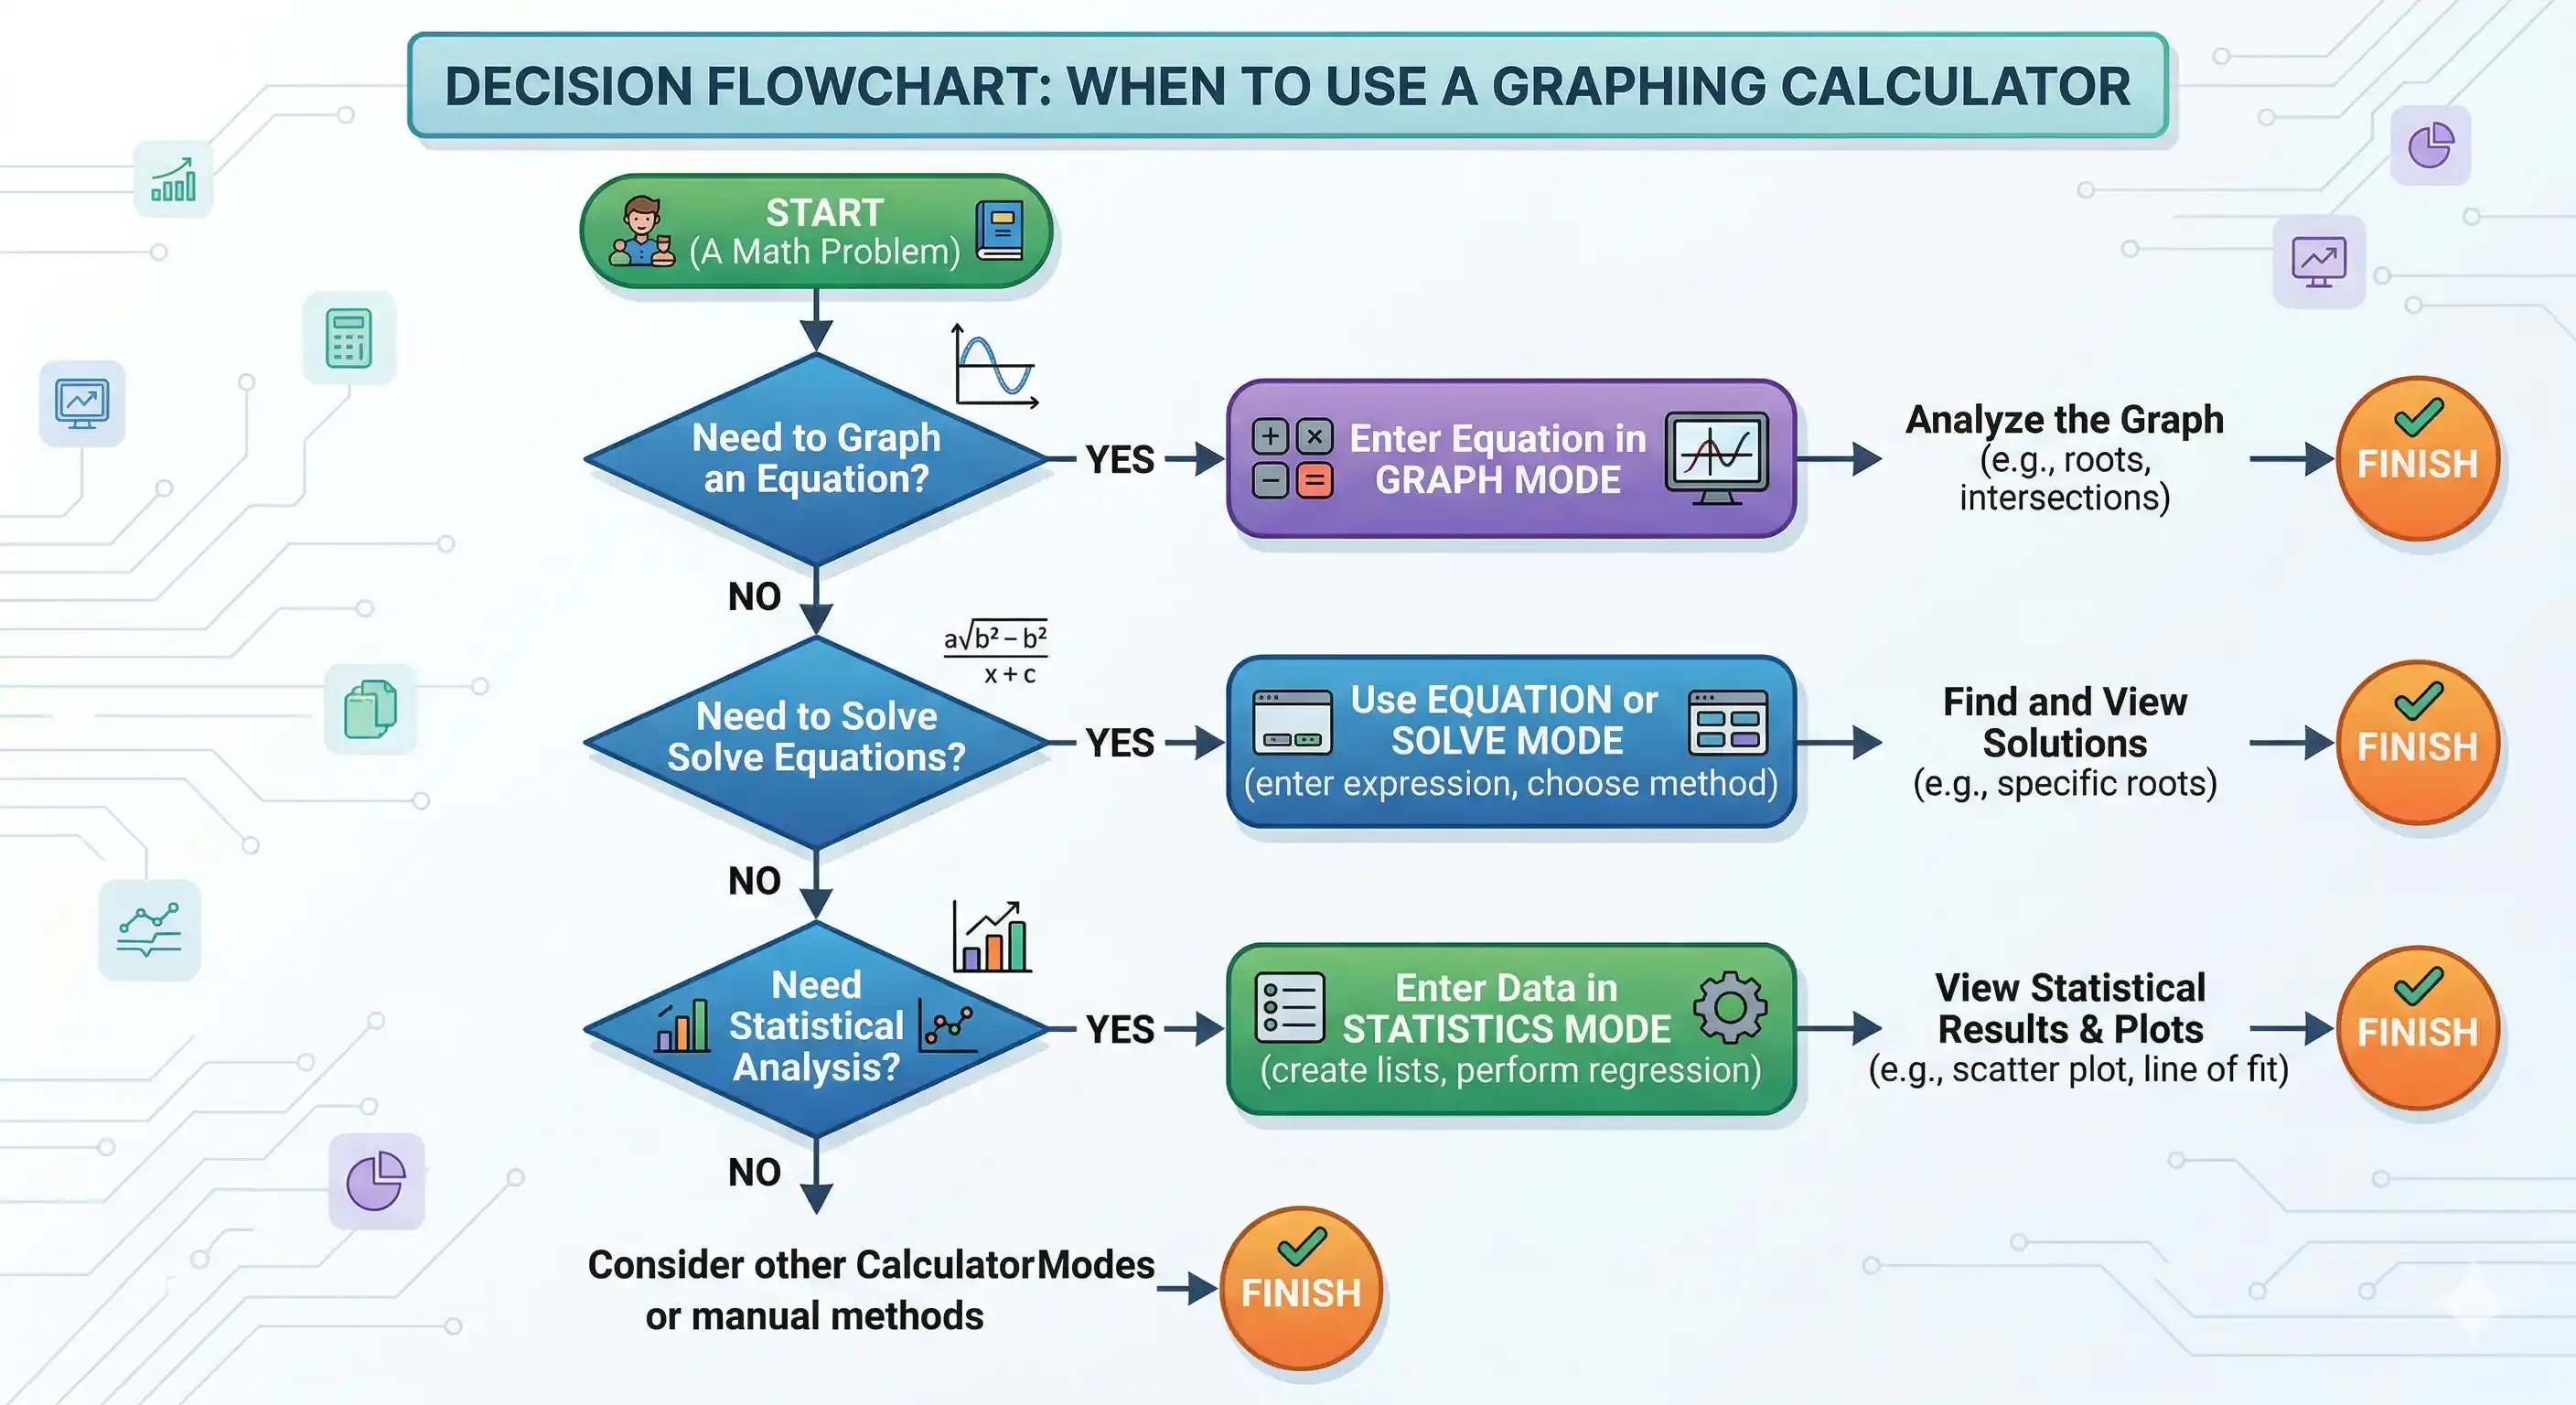 DECISION FLOWCHART: WHEN TO USE A GRAPHING CALCULATOR
START
(A Math Problem)
Need to Graph
an Equation?
YES
Enter Equation in
GRAPH MODE
Analyze the Graph
(e.g., roots,
intersections)
FINISH
NO
a√b² – b²
x + c
Need to Solve
Solve Equations?
YES
Use EQUATION or
SOLVE MODE
(enter expression, choose method)
Find and View
Solutions
(e.g., specific roots)
FINISH
NO
Need
Statistical
Analysis?
YES
Enter Data in
STATISTICS MODE
(create lists, perform regression)
View Statistical
Results & Plots
(e.g., scatter plot, line of fit)
FINISH
NO
Consider other CalculatorModes
or manual methods
FINISH